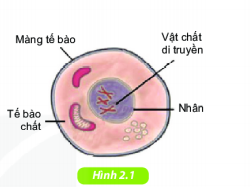 Màng tế bào
Vật chất
di truyền
Tế bào
chất
Nhân
Hình 2.1